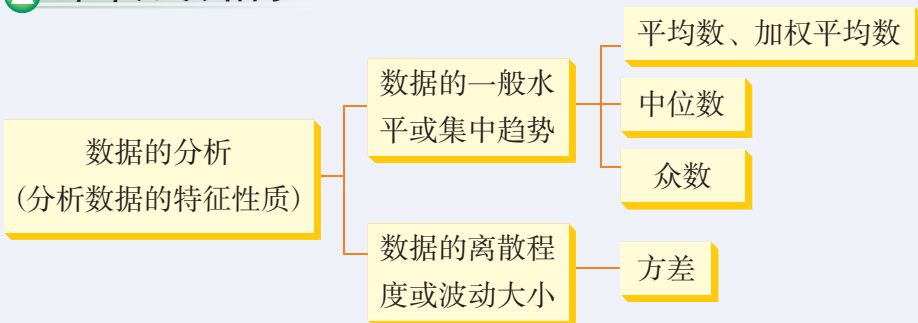 平均数、加权平均数
数据的一般水
平或集中趋势
中位数
数据的分析
(分析数据的特征性质)
众数
数据的离散程
度或波动大小
方差